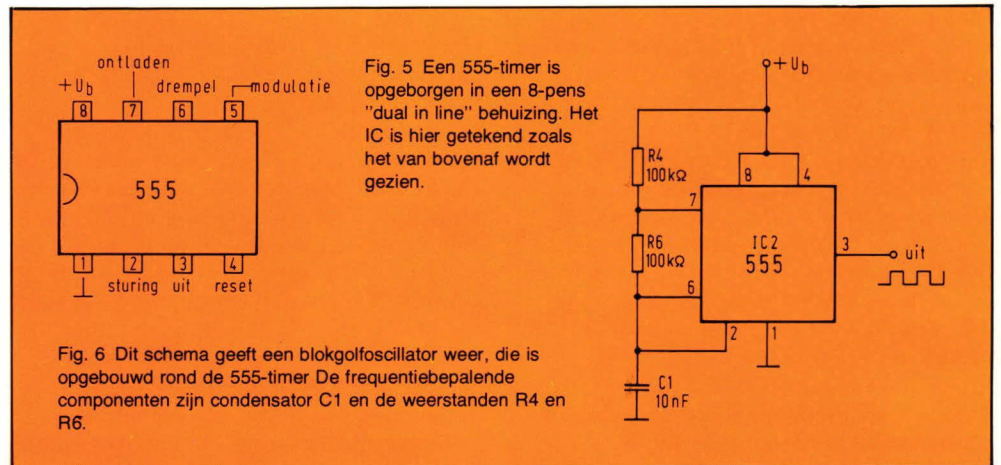 ontladen
+Ub drempel modulatie
8 7 6 5
555
1 2 3 4
sturing uit reset
Fig. 5 Een 555-timer is
opgeborgen in een 8-pens
"dual in line" behuizing. Het
IC is hier getekend zoals
het van bovenaf wordt
gezien.
+Ub
R4
100kΩ
8 4
7
R6
100kΩ
IC2
555
3
uit
6
2 1
C1
10nF
Fig. 6 Dit schema geeft een blokgolfoscillator weer, die is
opgebouwd rond de 555-timer De frequentiebepalende
componenten zijn condensator C1 en de weerstanden R4 en
R6.